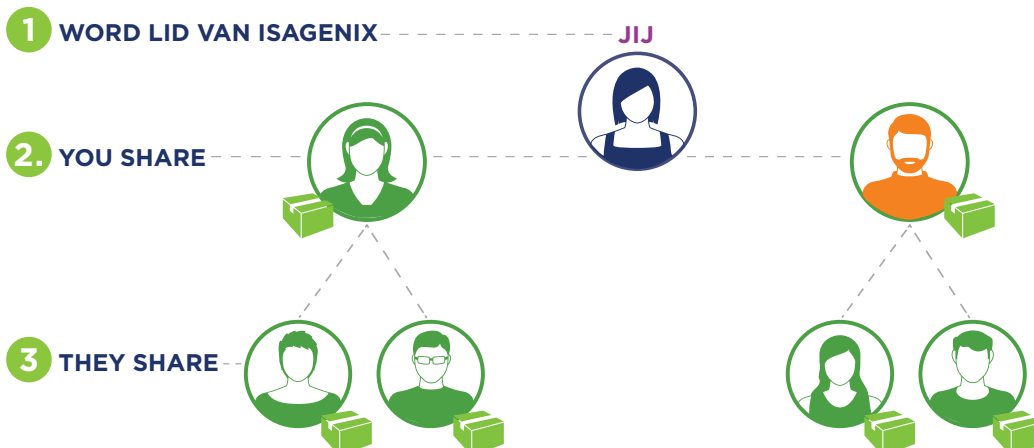 1 WORD LID VAN ISAGENIX
JIJ
2. YOU SHARE
3 THEY SHARE